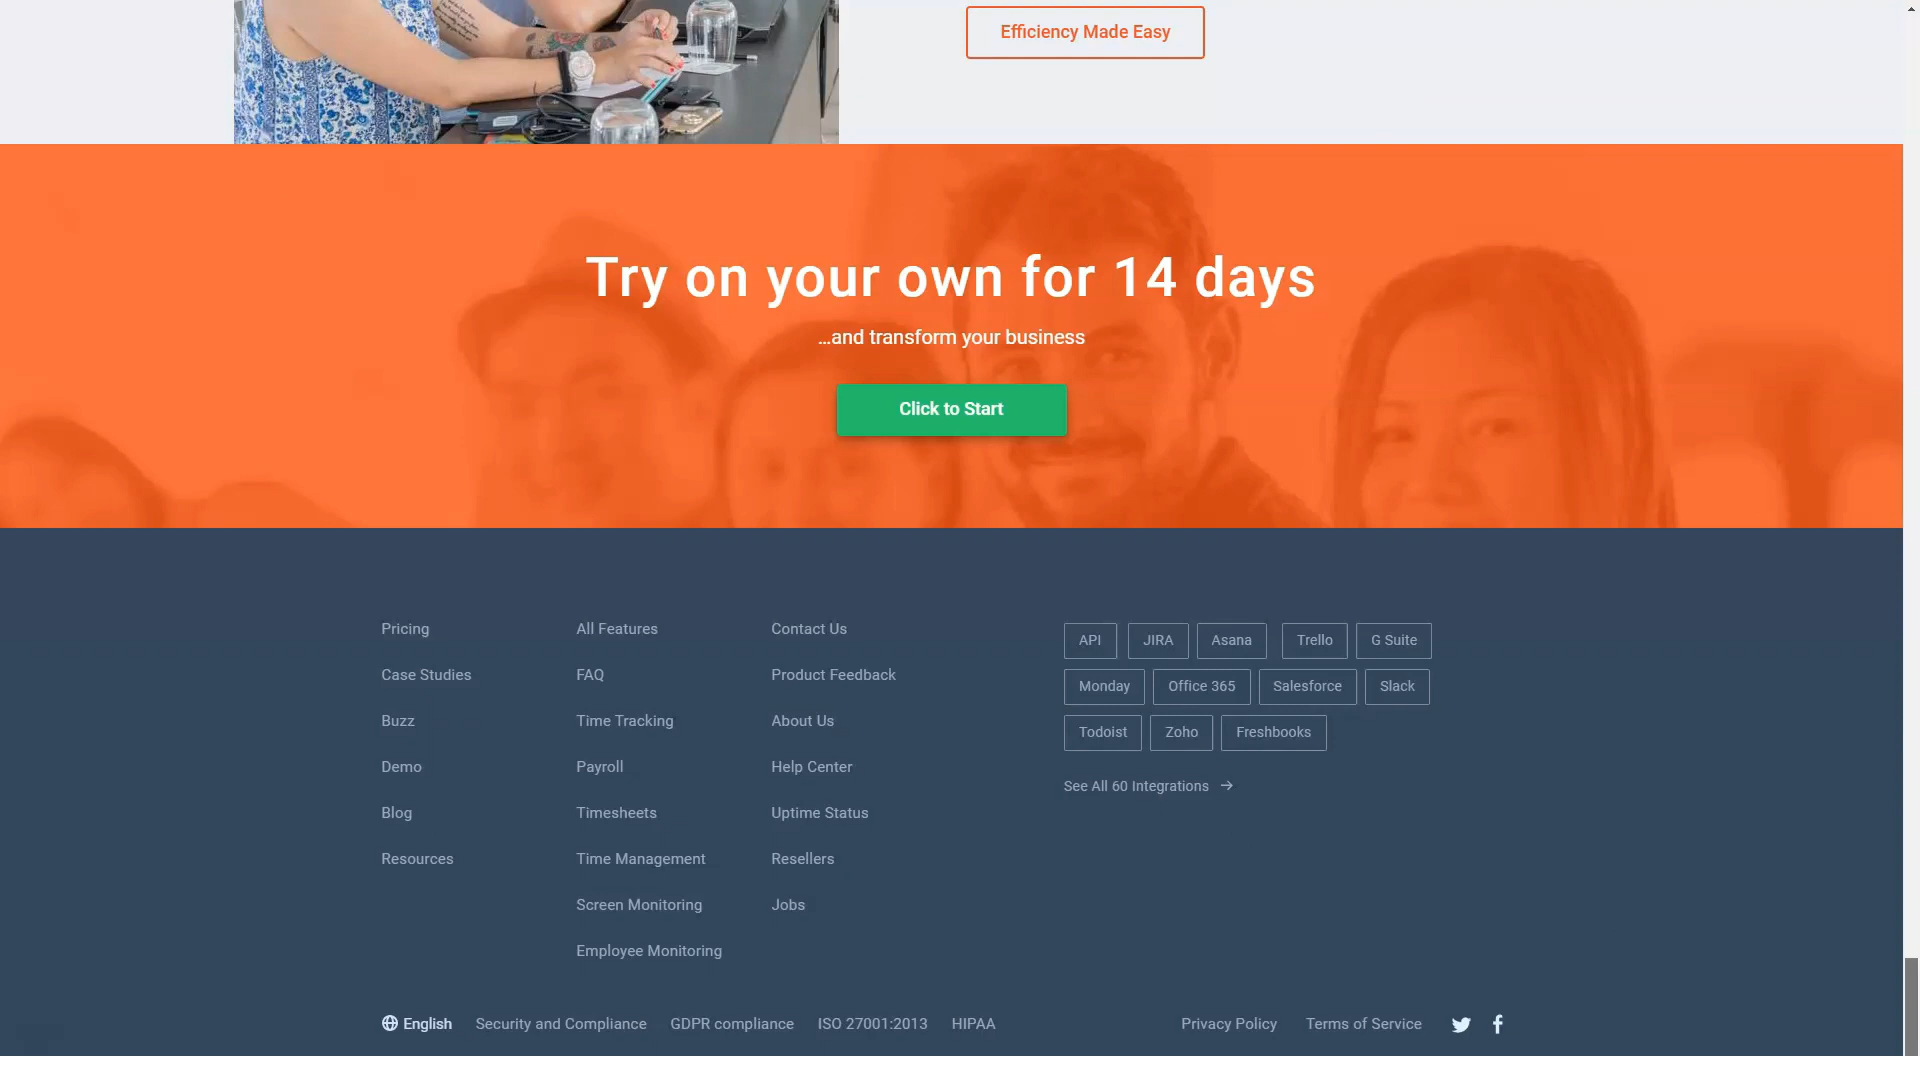 Efficiency Made Easy
Try on your own for 14 days
...and transform your business
Click to Start
Pricing
Case Studies
Buzz
Demo
Blog
Resources
All Features
FAQ
Time Tracking
Payroll
Timesheets
Time Management
Screen Monitoring
Employee Monitoring
Contact Us
Product Feedback
About Us
Help Center
Uptime Status
Resellers
Jobs
API JIRA Asana Trello G Suite
Monday Office 365 Salesforce Slack
Todoist Zoho Freshbooks
See All 60 Integrations →
English Security and Compliance GDPR compliance ISO 27001:2013 HIPAA Privacy Policy Terms of Service